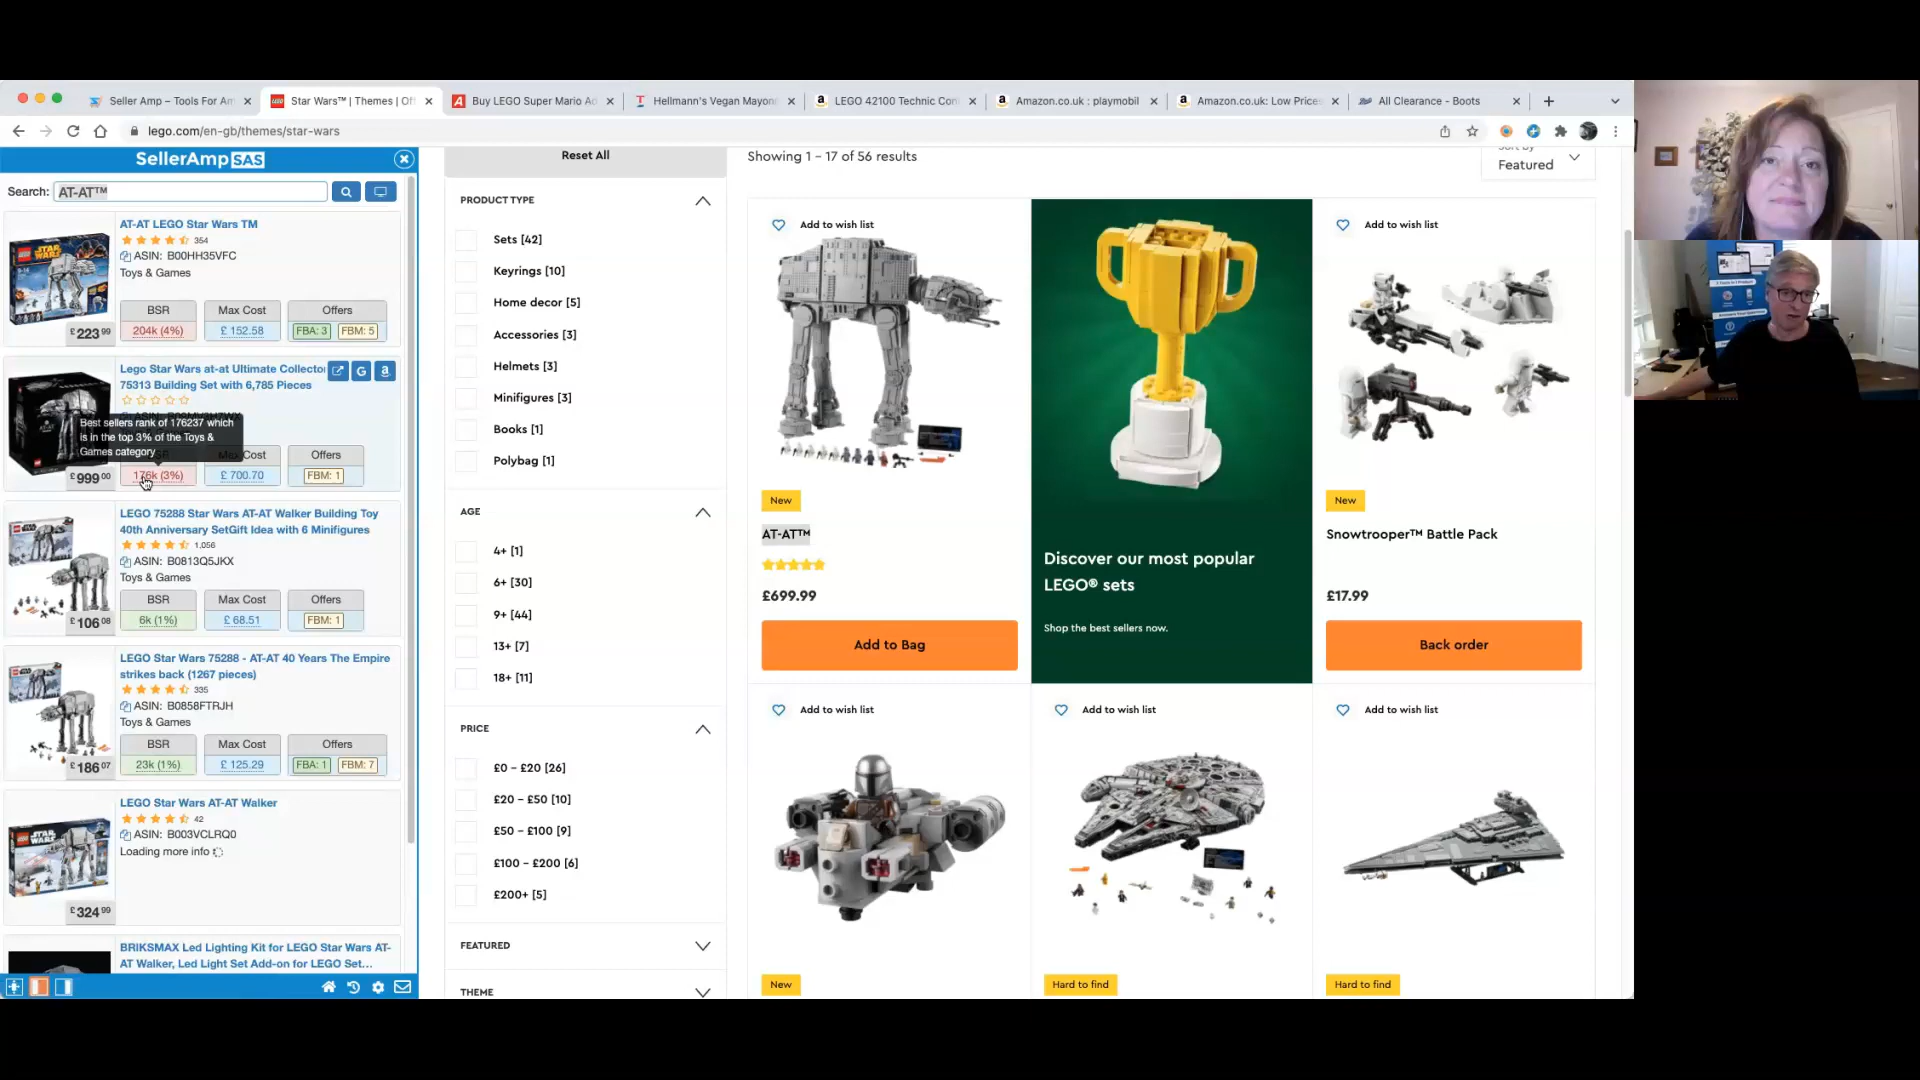 Seller Amp – Tools For Am
Star Wars™ | Themes | Off
Buy LEGO Super Mario Ad
Hellmann's Vegan Mayonn
LEGO 42100 Technic Con
Amazon.co.uk : playmobil
Amazon.co.uk: Low Prices
All Clearance - Boots
lego.com/en-gb/themes/star-wars
SellerAmp SAS
Search: AT-AT™
AT-AT LEGO Star Wars TM
354
ASIN: B00HH35VFC
Toys & Games
BSR Max Cost Offers
£223 99 204k (4%) £ 152.58 FBA: 3 FBM: 5
Lego Star Wars at-at Ultimate Collector
75313 Building Set with 6,785 Pieces
Best sellers rank of 176237 which
is in the top 3% of the Toys &
Games category
Cost Offers
£999 00 176k (3%) £ 700.70 FBM: 1
LEGO 75288 Star Wars AT-AT Walker Building Toy
40th Anniversary SetGift Idea with 6 Minifigures
1,056
ASIN: B0813Q5JKX
Toys & Games
BSR Max Cost Offers
£106 08 6k (1%) £ 68.51 FBM: 1
LEGO Star Wars 75288 - AT-AT 40 Years The Empire
strikes back (1267 pieces)
335
ASIN: B0858FTRJH
Toys & Games
BSR Max Cost Offers
£186 07 23k (1%) £ 125.29 FBA: 1 FBM: 7
LEGO Star Wars AT-AT Walker
42
ASIN: B003VCLRQ0
Loading more info
£324 99
BRIKSMAX Led Lighting Kit for LEGO Star Wars AT-
AT Walker, Led Light Set Add-on for LEGO Set...
Reset All
PRODUCT TYPE
Sets [42]
Keyrings [10]
Home decor [5]
Accessories [3]
Helmets [3]
Minifigures [3]
Books [1]
Polybag [1]
AGE
4+ [1]
6+ [30]
9+ [44]
13+ [7]
18+ [11]
PRICE
£0 – £20 [26]
£20 – £50 [10]
£50 – £100 [9]
£100 – £200 [6]
£200+ [5]
FEATURED
THEME
Showing 1 – 17 of 56 results
Sort By
Featured
Add to wish list
New
AT-AT™
£699.99
Add to Bag
Discover our most popular
LEGO® sets
Shop the best sellers now.
Add to wish list
New
Snowtrooper™ Battle Pack
£17.99
Back order
Add to wish list
New
Add to wish list
Hard to find
Add to wish list
Hard to find